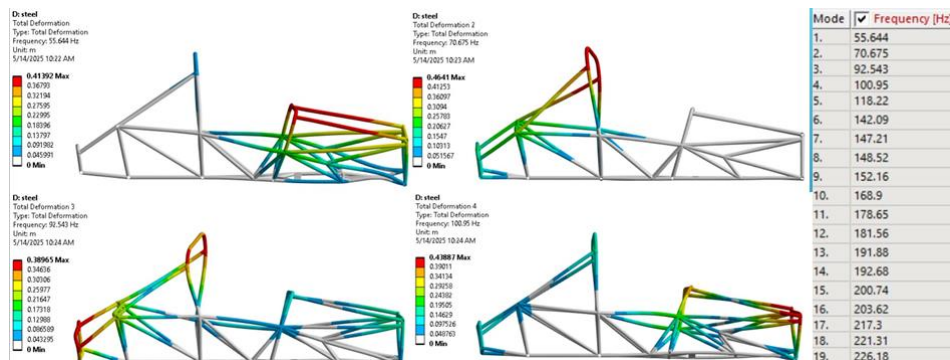 D: steel
Total Deformation
Type: Total Deformation
Frequency: 55.644 Hz
Unit: m
5/14/2025 10:22 AM
0.41392 Max
0.36793
0.32194
0.27595
0.22995
0.18396
0.13797
0.091982
0.045991
0 Min
D: steel
Total Deformation 2
Type: Total Deformation
Frequency: 70.675 Hz
Unit: m
5/14/2025 10:23 AM
0.4641 Max
0.41253
0.36097
0.3094
0.25783
0.20627
0.1547
0.10313
0.051567
0 Min
D: steel
Total Deformation 3
Type: Total Deformation
Frequency: 92.543 Hz
Unit: m
5/14/2025 10:24 AM
0.38965 Max
0.34636
0.30306
0.25977
0.21647
0.17318
0.12988
0.086589
0.043295
0 Min
D: steel
Total Deformation 4
Type: Total Deformation
Frequency: 100.95 Hz
Unit: m
5/14/2025 10:24 AM
0.43887 Max
0.39011
0.34134
0.29258
0.24382
0.19505
0.14629
0.097526
0.048763
0 Min
Mode Frequency [Hz]
1. 55.644
2. 70.675
3. 92.543
4. 100.95
5. 118.22
6. 142.09
7. 147.21
8. 148.52
9. 152.16
10. 168.9
11. 178.65
12. 181.56
13. 191.88
14. 192.68
15. 200.74
16. 203.62
17. 217.3
18. 221.31
19. 226.18